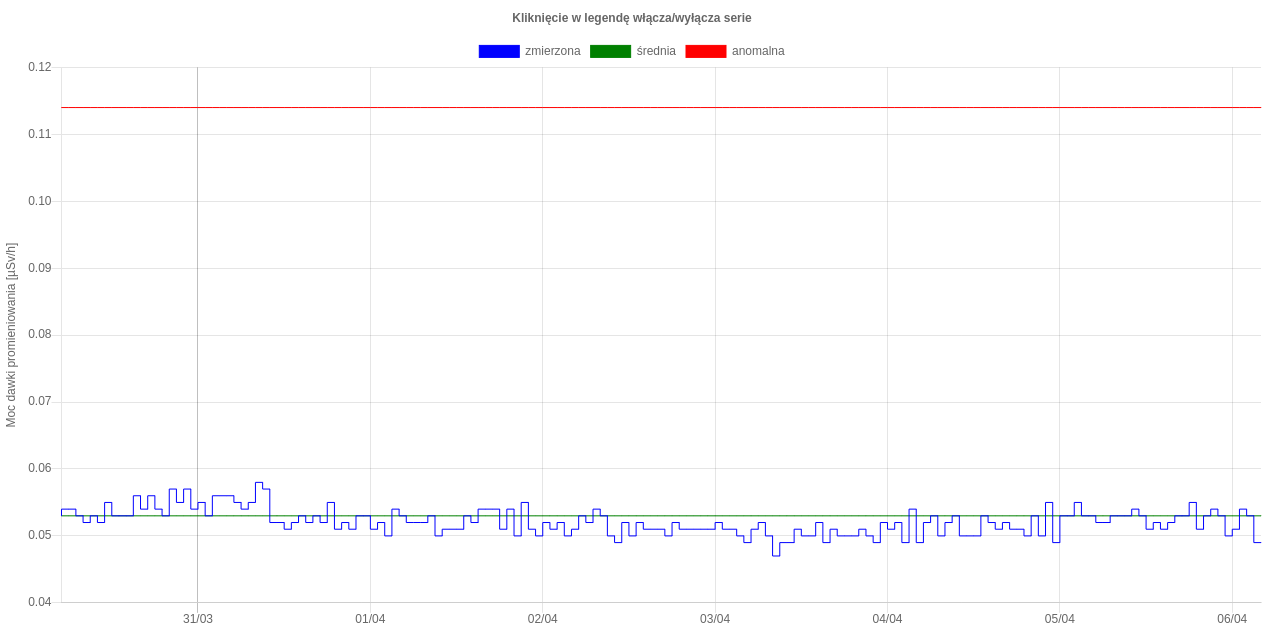 Kliknięcie w legendę włącza/wyłącza serie
zmierzona średnia anomalna
Moc dawki promieniowania [µSv/h]
0.12
0.11
0.10
0.09
0.08
0.07
0.06
0.05
0.04
31/03 01/04 02/04 03/04 04/04 05/04 06/04